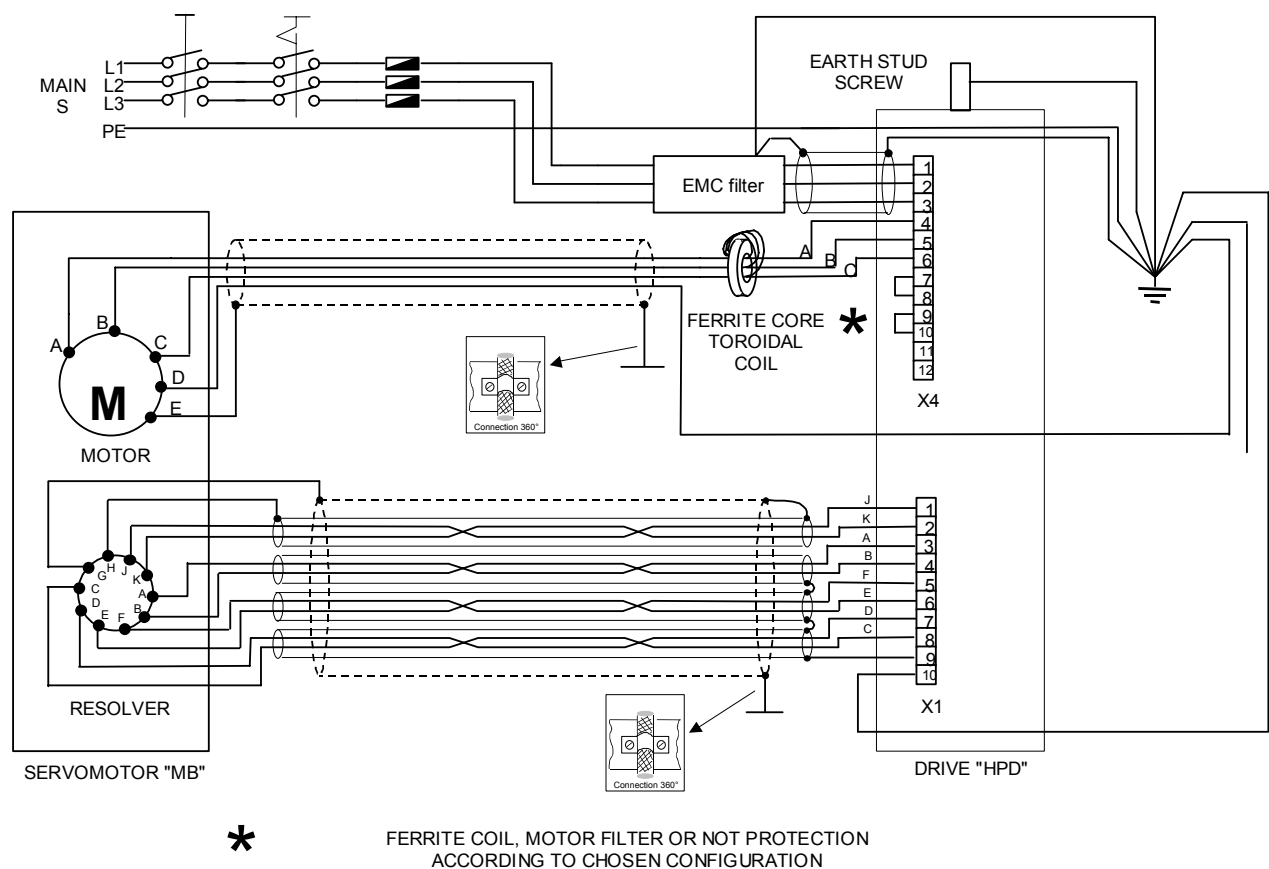 L1
MAIN
S
L2
L3
PE
EARTH STUD
SCREW
EMC filter
1
2
3
4
5
6
7
8
9
10
11
12
X4
A
B
C
FERRITE CORE
TOROIDAL
COIL
*
A
B
C
D
E
M
MOTOR
Connection 360°
G
H
J
K
A
B
F
E
D
C
RESOLVER
J
K
A
B
F
E
D
C
1
2
3
4
5
6
7
8
9
10
X1
Connection 360°
SERVOMOTOR "MB"
DRIVE "HPD"
*
FERRITE COIL, MOTOR FILTER OR NOT PROTECTION
ACCORDING TO CHOSEN CONFIGURATION